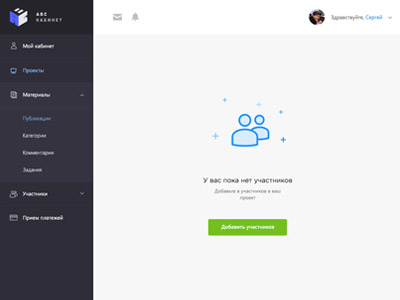 ABC
КАБИНЕТ
Здравствуйте, Сергей
Мой кабинет
Проекты
Материалы
Публикации
Категории
Комментарии
Задания
Участники
Прием платежей
У вас пока нет участников
Добавьте в участников в ваш
проект
Добавить участников